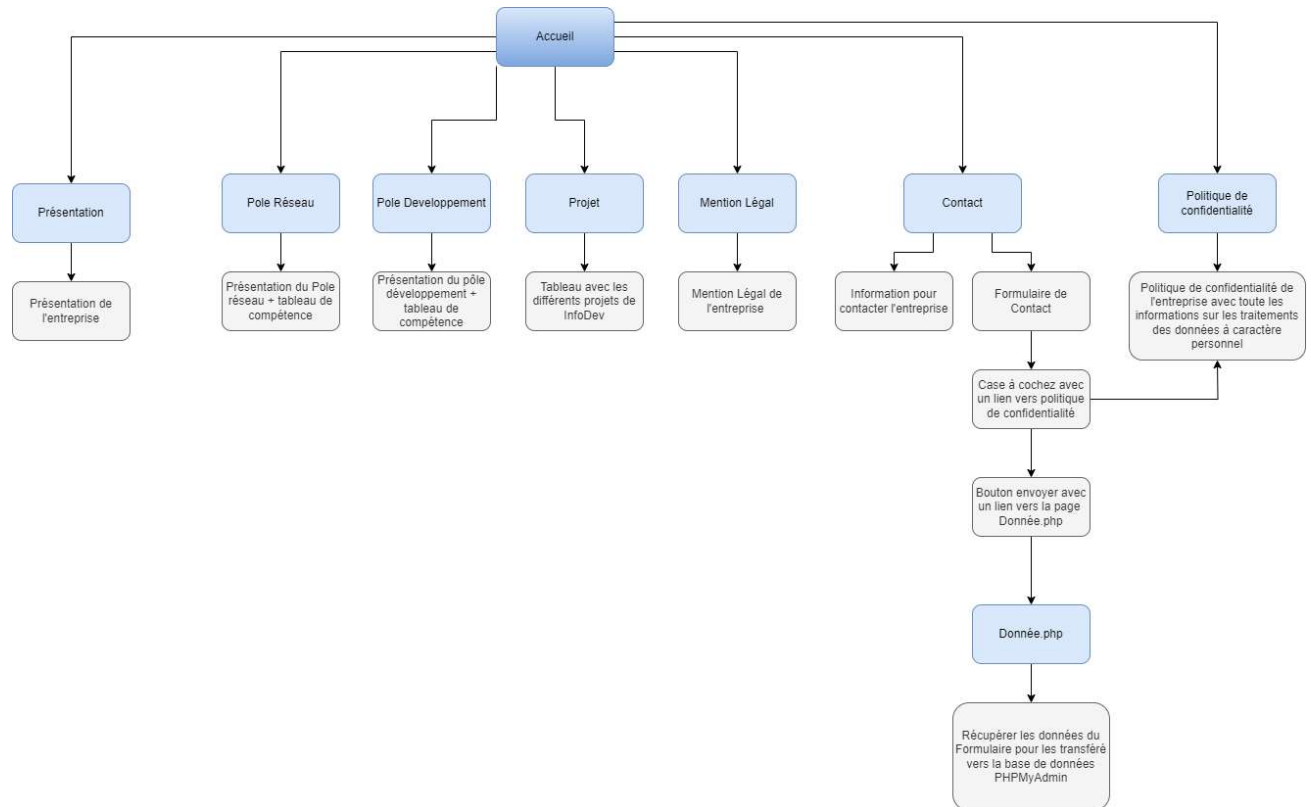 Accueil
Présentation
Pole Réseau
Pole Developpement
Projet
Mention Légal
Contact
Politique de
confidentialité
Présentation de
l'entreprise
Présentation du Pole
réseau + tableau de
compétence
Présentation du pôle
développement +
tableau de
compétence
Tableau avec les
différents projets de
InfoDev
Mention Légal de
l'entreprise
Information pour
contacter l'entreprise
Formulaire de
Contact
Politique de confidentialité de
l'entreprise avec toute les
informations sur les traitements
des données à caractère
personnel
Case à cochez avec
un lien vers politique
de confidentialité
Bouton envoyer avec
un lien vers la page
Donnée.php
Donnée.php
Récupérer les données du
Formulaire pour les transféré
vers la base de données
PHPMyAdmin